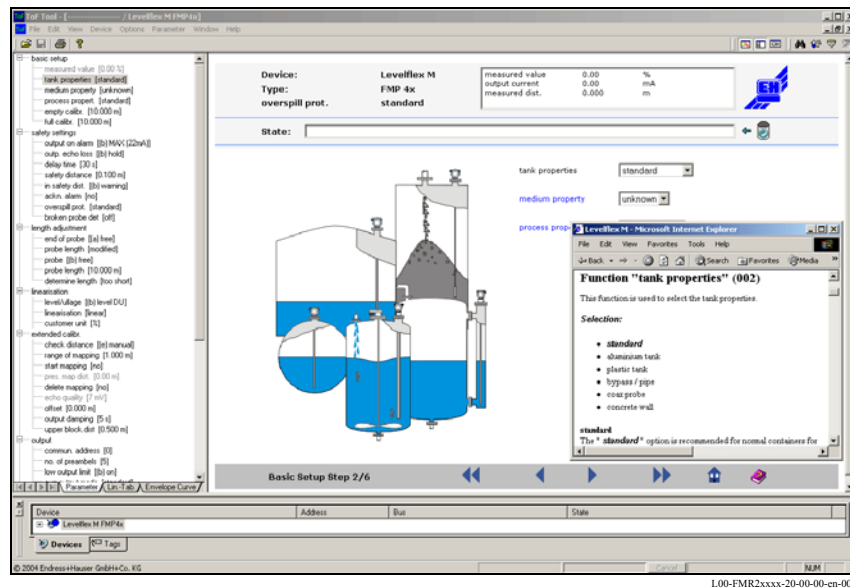 ToF Tool - [--------------- / Levelflex FMP4x]
File Edit View Device Options Parameter Window Help
basic setup
measured value [0.00 %]
tank properties [standard]
medium property [unknown]
process propert. [standard]
empty calibr. [10.000 m]
full calibr. [10.000 m]
safety settings
output on alarm [(b) MAX (22mA)]
outp. echo loss [(b) hold]
delay time [30 s]
safety distance [0.100 m]
in safety dist. [(b) warning]
ackn. alarm [no]
overspill prot. [standard]
broken probe det [off]
length adjustment
end of probe [(a) free]
probe length [modified]
probe [(b) free]
probe length [10.000 m]
determine length [too short]
linearisation
level/ullage [(b) level DU]
linearisation [linear]
customer unit [%]
extended calibr.
check distance [(e) manual]
range of mapping [1.000 m]
start mapping [no]
pres. map dist. [0.00 m]
delete mapping [no]
echo quality [7 mV]
offset [0.000 m]
output damping [5 s]
upper block. dist [0.500 m]
output
commun. address [0]
no. of preambels [5]
low output limit [(b) on]
Parameter Lin.-Tab. Envelope Curve
Device: Levelflex M
Type: FMP 4x
overspill prot. standard
measured value 0.00 %
output current 0.00 mA
measured dist. 0.000 m
EH
State:
tank properties standard
medium property unknown
process prop
Levelflex M - Microsoft Internet Explorer
File Edit View Favorites Tools Help
Back Search Favorites Media »
Function "tank properties" (002)
This function is used to select the tank properties.
Selection:
• standard
• aluminium tank
• plastic tank
• bypass / pipe
• coax probe
• concrete wall
standard
The " standard" option is recommended for normal containers for
Basic Setup Step 2/6
Device Address Bus State
Levelflex M FMP4x
Devices Tags
© 2004 Endress+Hauser GmbH+Co. KG Cancel NUM
L00-FMR2xxxx-20-00-00-en-00